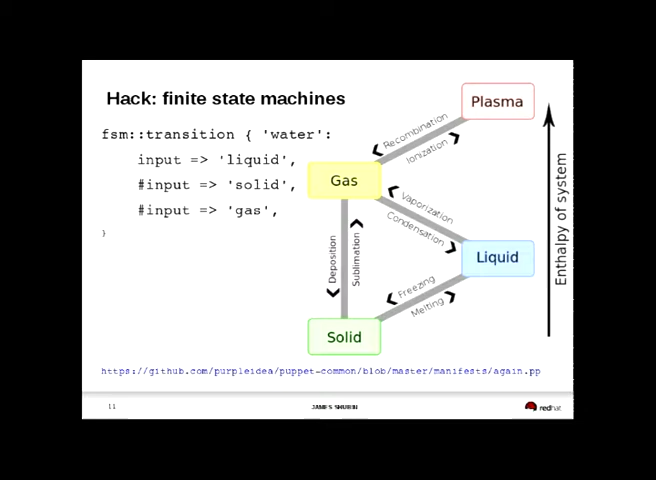 Hack: finite state machines
fsm::transition { 'water':
input => 'liquid',
#input => 'solid',
#input => 'gas',
}
Plasma
Recombination
Ionization
Gas
Vaporization
Condensation
Liquid
Deposition
Sublimation
Freezing
Melting
Solid
Enthalpy of system
https://github.com/purpleidea/puppet-common/blob/master/manifests/again.pp
11
JAMES SHUBIN
redhat